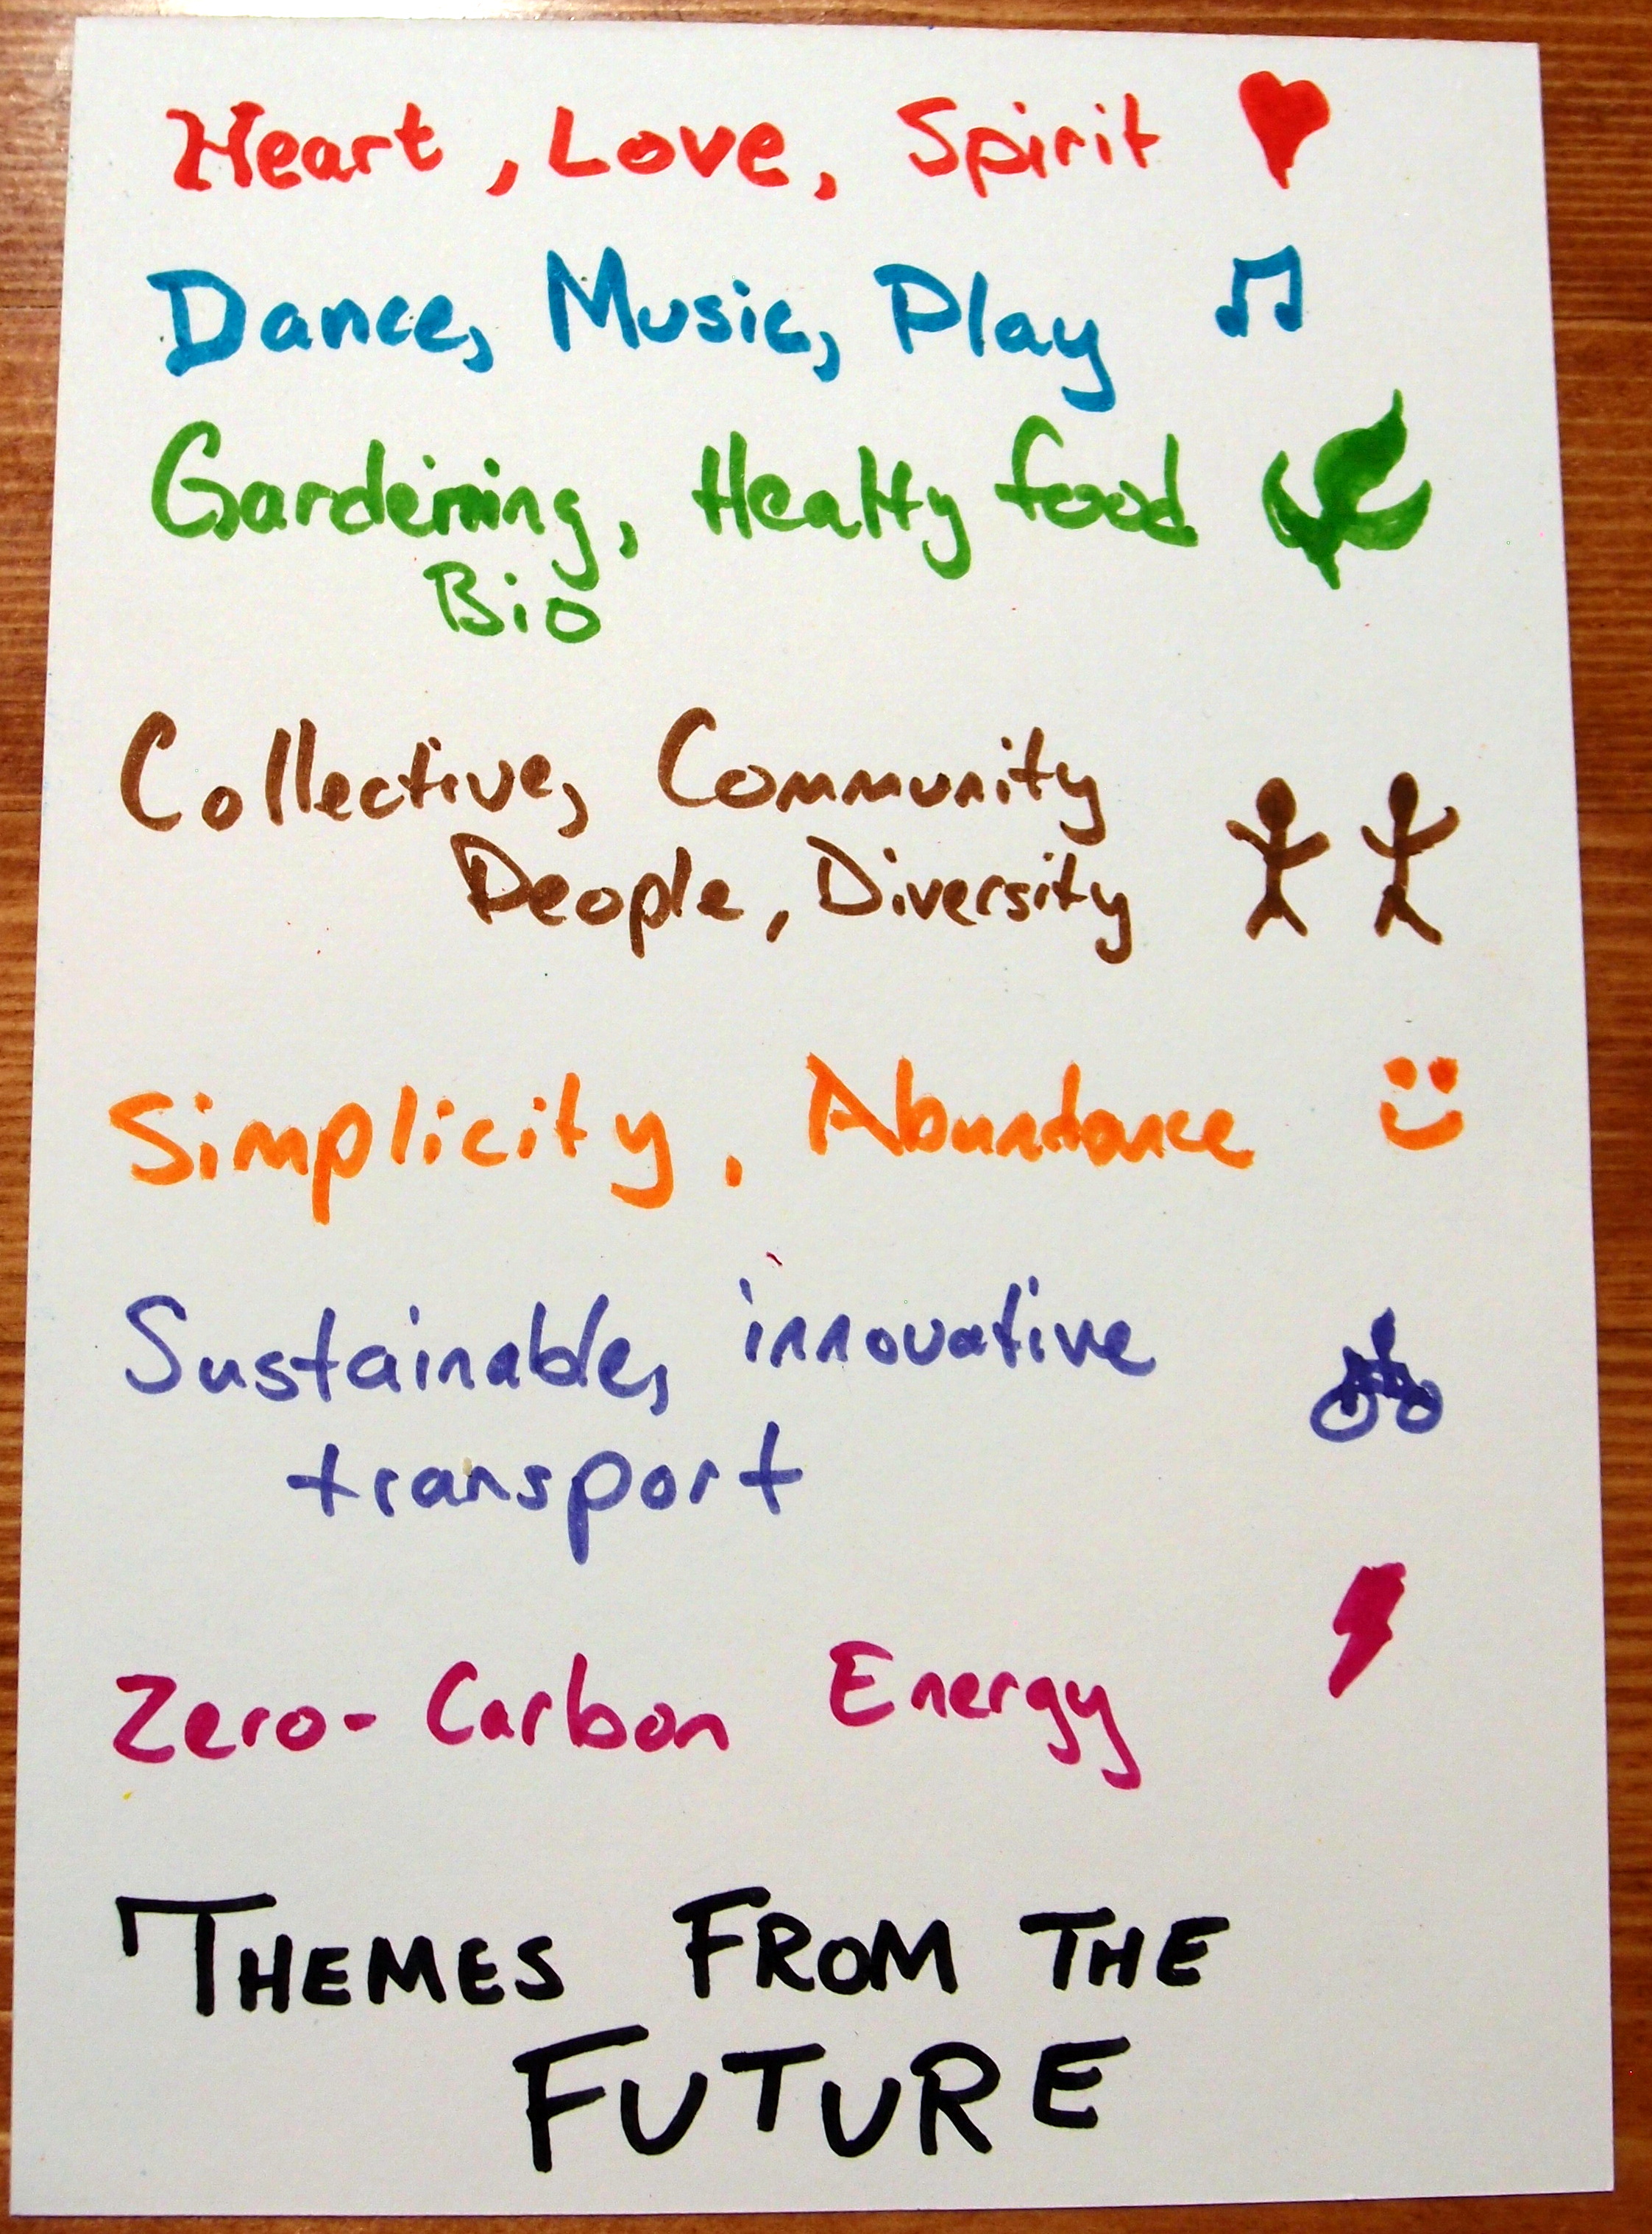 Heart, Love, Spirit
Dance, Music, Play
Gardening, Healty food
Bio
Collective, Community
People, Diversity
Simplicity, Abundance
Sustainable, innovative
transport
Zero-Carbon Energy
THEMES FROM THE
FUTURE